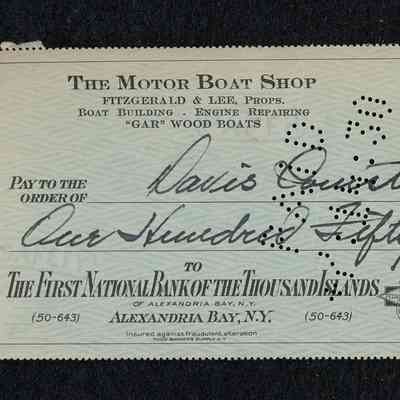 THE MOTOR BOAT SHOP
FITZGERALD & LEE, PROPS.
BOAT BUILDING - ENGINE REPAIRING
"GAR" WOOD BOATS
PAY TO THE
ORDER OF
Davis
One Hundred Fifty
TO
THE FIRST NATIONAL BANK OF THE THOUSAND ISLANDS
OF ALEXANDRIA BAY, N.Y.
(50-643) ALEXANDRIA BAY, N.Y. (50-643)
Insured against fraudulent alteration